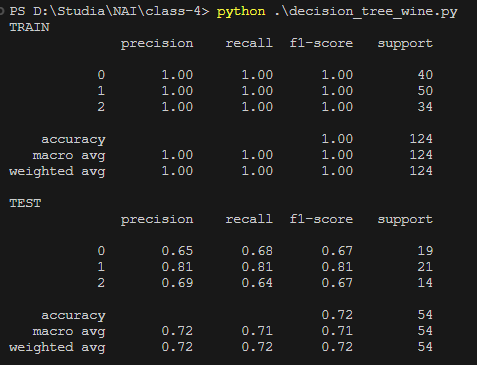 PS D:\Studia\NAI\class-4> python .\decision_tree_wine.py
TRAIN
precision recall f1-score support
0 1.00 1.00 1.00 40
1 1.00 1.00 1.00 50
2 1.00 1.00 1.00 34
accuracy 1.00 124
macro avg 1.00 1.00 1.00 124
weighted avg 1.00 1.00 1.00 124
TEST
precision recall f1-score support
0 0.65 0.68 0.67 19
1 0.81 0.81 0.81 21
2 0.69 0.64 0.67 14
accuracy 0.72 54
macro avg 0.72 0.71 0.71 54
weighted avg 0.72 0.72 0.72 54